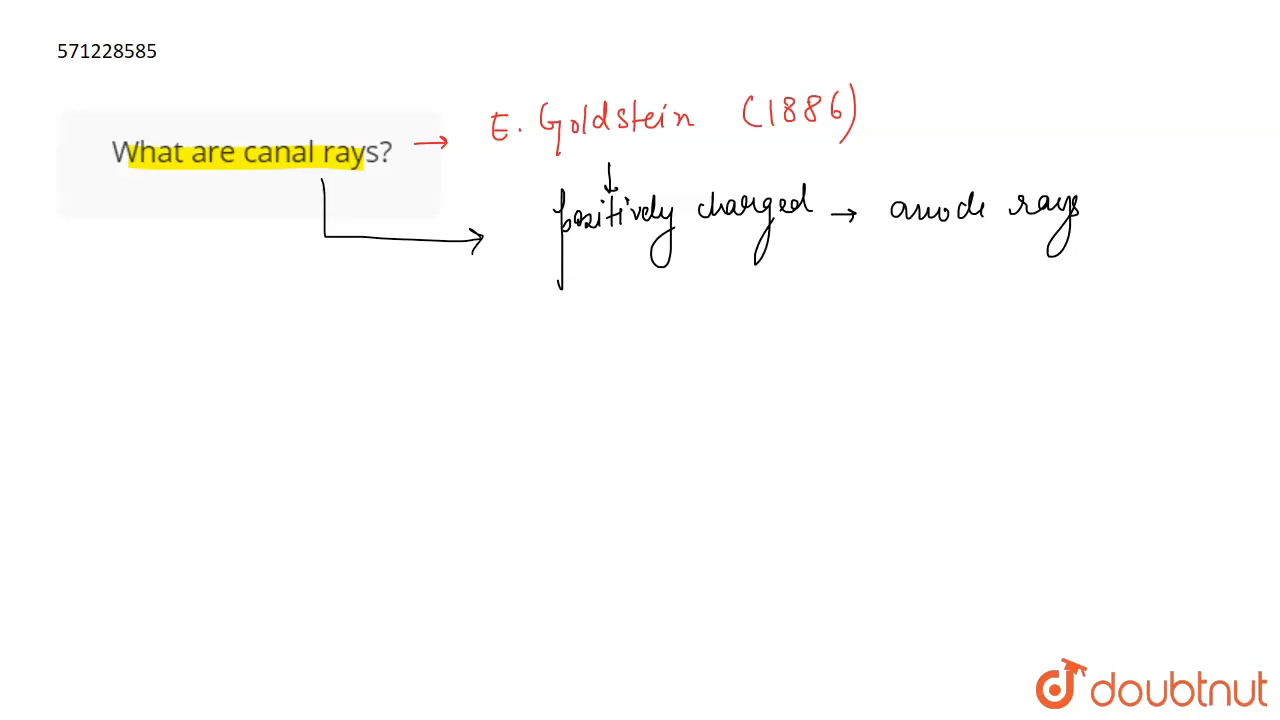 571228585
What are canal rays? → E. Goldstein (1886)
positively charged → anode rays
doubtnut